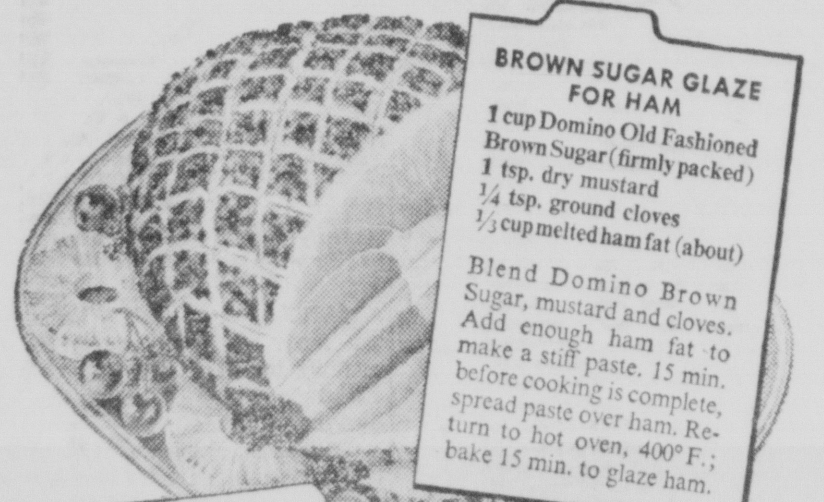 BROWN SUGAR GLAZE
FOR HAM
1 cup Domino Old Fashioned
Brown Sugar (firmly packed)
1 tsp. dry mustard
¼ tsp. ground cloves
⅓ cup melted ham fat (about)
Blend Domino Brown
Sugar, mustard and cloves.
Add enough ham fat to
make a stiff paste. 15 min.
before cooking is complete,
spread paste over ham. Re-
turn to hot oven, 400° F.;
bake 15 min. to glaze ham.